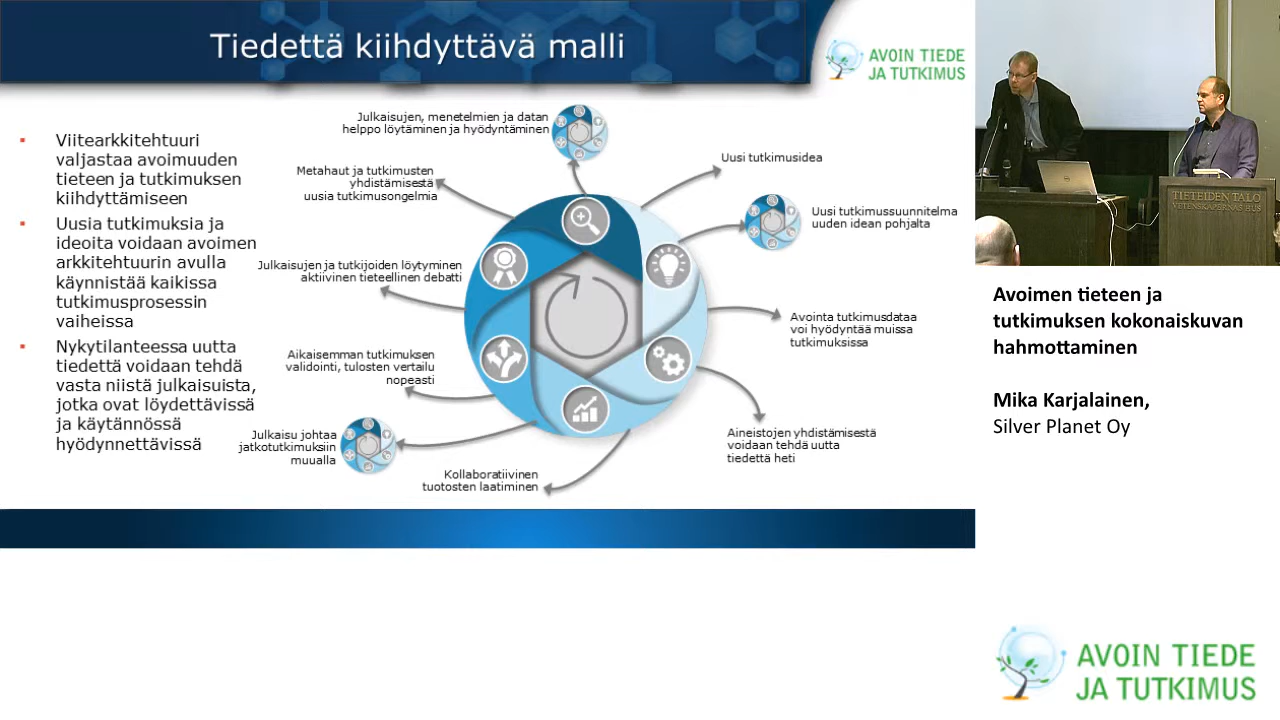 Tiedettä kiihdyttävä malli
AVOIN TIEDE
JA TUTKIMUS
▪ Viitearkkitehtuuri
valjastaa avoimuuden
tieteen ja tutkimuksen
kiihdyttämiseen
▪ Uusia tutkimuksia ja
ideoita voidaan avoimen
arkkitehtuurin avulla
käynnistää kaikissa
tutkimusprosessin
vaiheissa
▪ Nykytilanteessa uutta
tiedettä voidaan tehdä
vasta niistä julkaisuista,
jotka ovat löydettävissä
ja käytännössä
hyödynnettävissä
Julkaisujen, menetelmien ja datan
helppo löytäminen ja hyödyntäminen
Metahaut ja tutkimusten
yhdistämisestä
uusia tutkimusongelmia
Julkaisujen ja tutkijoiden löytyminen
aktiivinen tieteellinen debatti
Aikaisemman tutkimuksen
validointi, tulosten vertailu
nopeasti
Julkaisu johtaa
jatkotutkimuksiin
muualla
Kollaboratiivinen
tuotosten laatiminen
Uusi tutkimusidea
Uusi tutkimussuunnitelma
uuden idean pohjalta
Avointa tutkimusdataa
voi hyödyntää muissa
tutkimuksissa
Aineistojen yhdistämisestä
voidaan tehdä uutta
tiedettä heti
TIETEIDEN TALO
VETENSKAPERNAS HUS
Avoimen tieteen ja
tutkimuksen kokonaiskuvan
hahmottaminen
Mika Karjalainen,
Silver Planet Oy
AVOIN TIEDE
JA TUTKIMUS